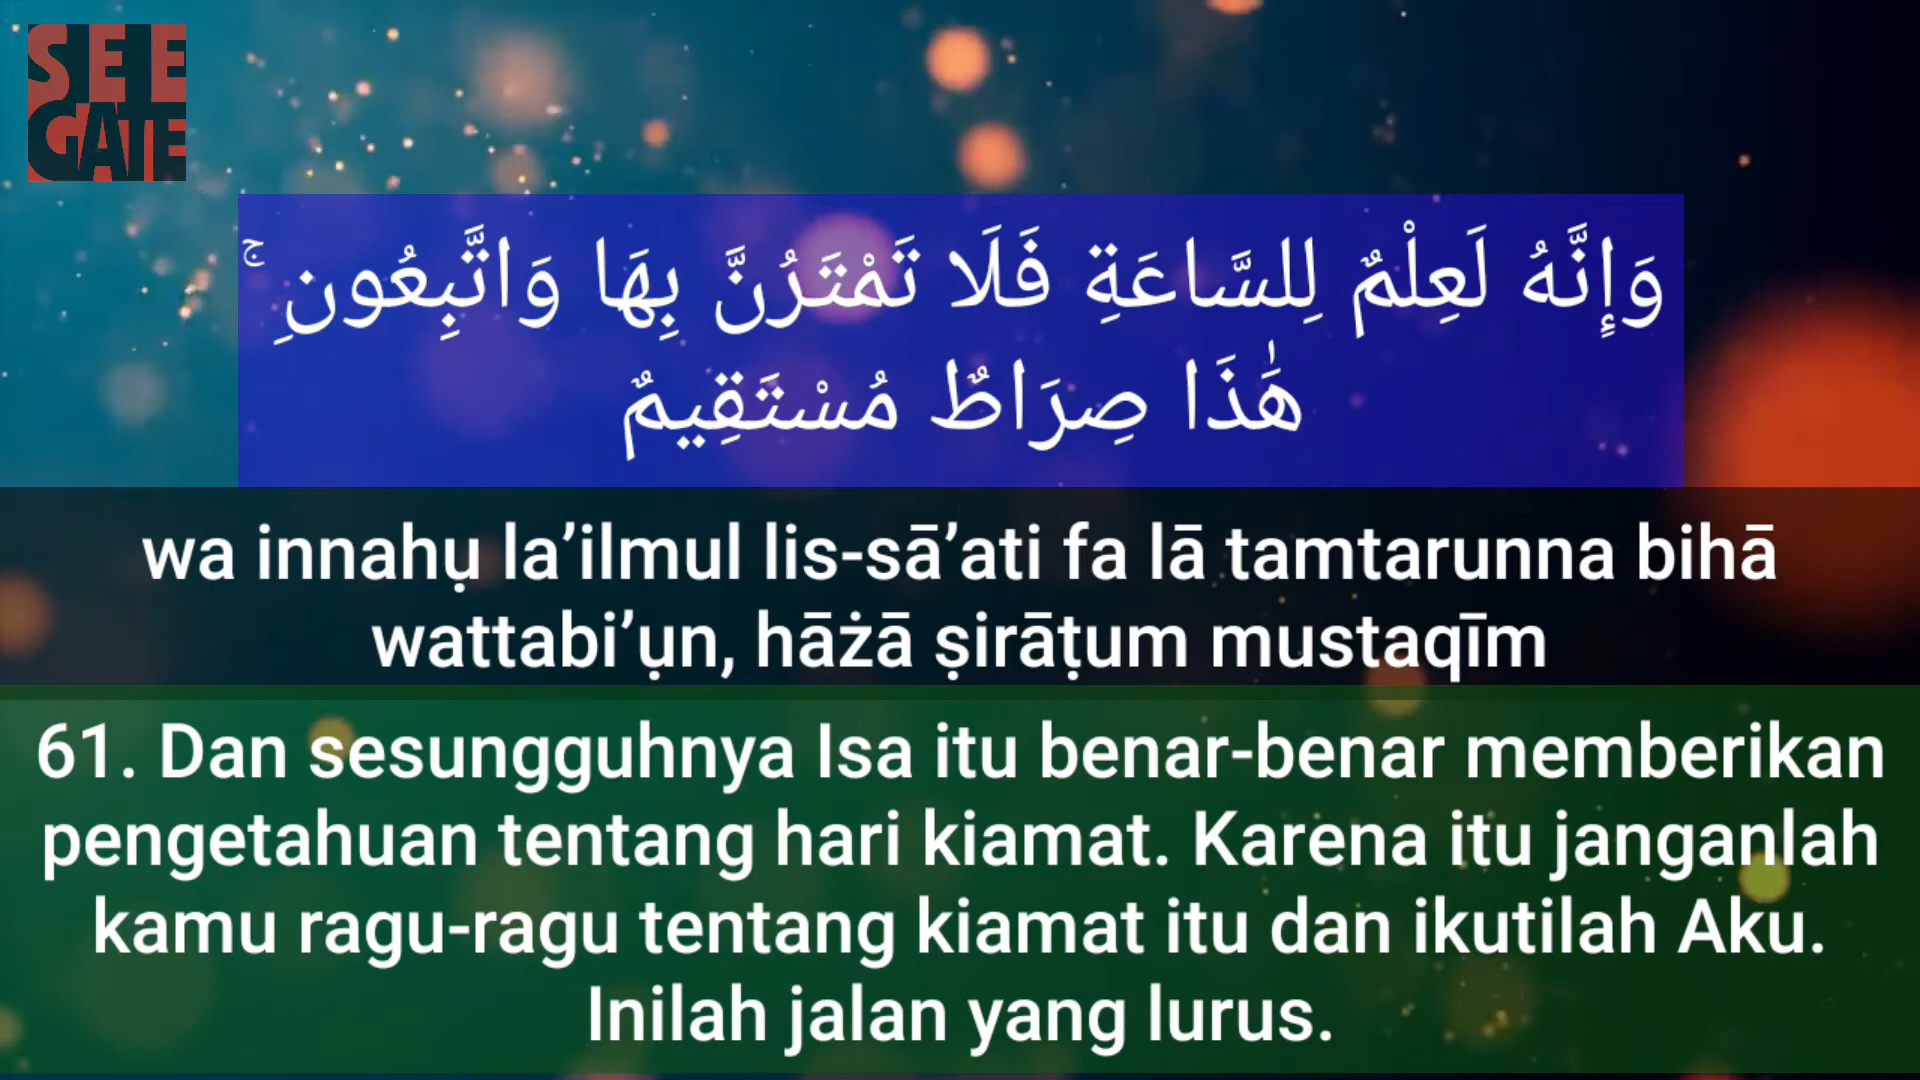 SEE
GATE
وَإِنَّهُ لَعِلْمٌ لِلسَّاعَةِ فَلَا تَمْتَرُنَّ بِهَا وَاتَّبِعُونِ ۚ
هَٰذَا صِرَاطٌ مُسْتَقِيمٌ
wa innahụ la’ilmul lis-sā’ati fa lā tamtarunna bihā
wattabi’ụn, hāżā ṣirāṭum mustaqīm
61. Dan sesungguhnya Isa itu benar-benar memberikan
pengetahuan tentang hari kiamat. Karena itu janganlah
kamu ragu-ragu tentang kiamat itu dan ikutilah Aku.
Inilah jalan yang lurus.